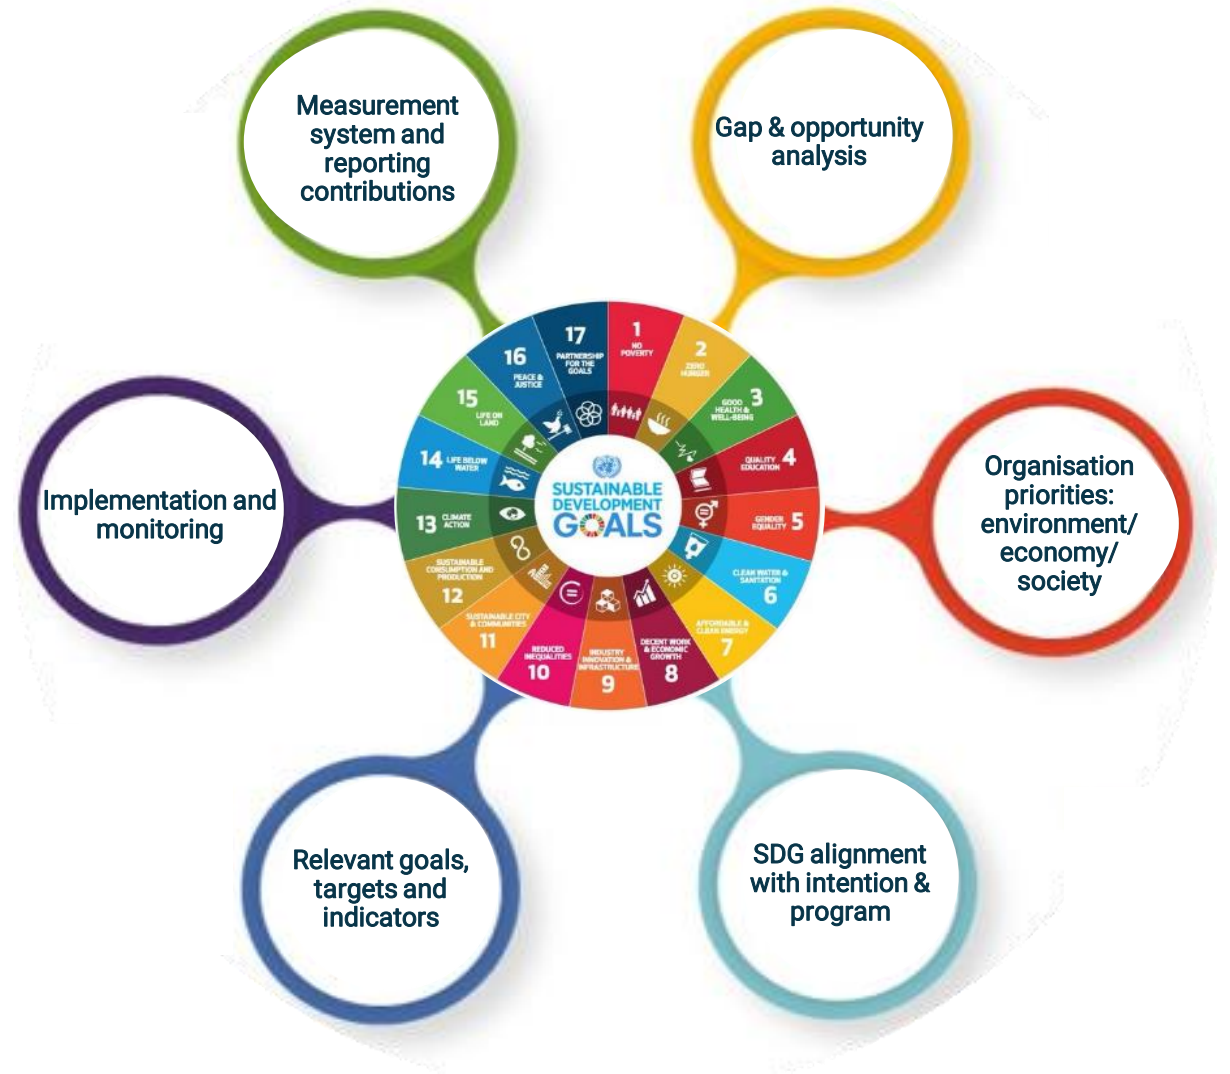 Measurement
system and
reporting
contributions
Gap & opportunity
analysis
Organisation
priorities:
environment/
economy/
society
SDG alignment
with intention &
program
Relevant goals,
targets and
indicators
Implementation and
monitoring
SUSTAINABLE
DEVELOPMENT
GOALS
1
NO
POVERTY
2
ZERO
HUNGER
3
GOOD
HEALTH &
WELL-BEING
4
QUALITY
EDUCATION
5
GENDER
EQUALITY
6
CLEAN WATER &
SANITATION
7
AFFORDABLE &
CLEAN ENERGY
8
DECENT WORK
& ECONOMIC
GROWTH
9
INDUSTRY
INNOVATION &
INFRASTRUCTURE
10
REDUCED
INEQUALITIES
11
SUSTAINABLE CITY
& COMMUNITIES
12
SUSTAINABLE
CONSUMPTION AND
PRODUCTION
13
CLIMATE
ACTION
14
LIFE BELOW
WATER
15
LIFE ON
LAND
16
PEACE &
JUSTICE
17
PARTNERSHIP
FOR THE
GOALS